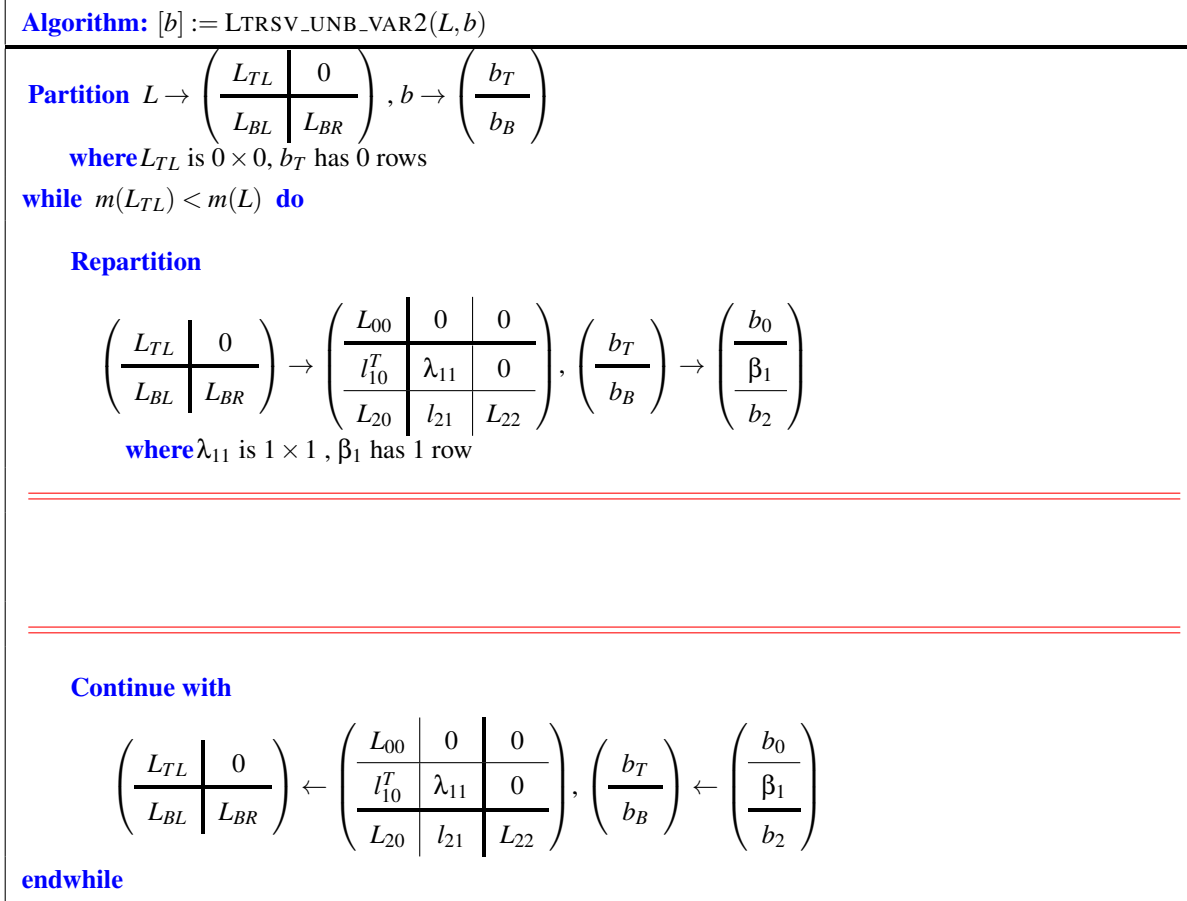 Algorithm: [b] := LTRSV_UNB_VAR2(L,b)
Partition L → ( L_TL | 0 ; L_BL | L_BR ) , b → ( b_T ; b_B )
where L_TL is 0 × 0, b_T has 0 rows
while m(L_TL) < m(L) do
Repartition
( L_TL | 0 ; L_BL | L_BR ) → ( L_00 | 0 | 0 ; l_10^T | λ_11 | 0 ; L_20 | l_21 | L_22 ), ( b_T ; b_B ) → ( b_0 ; β_1 ; b_2 )
where λ_11 is 1 × 1 , β_1 has 1 row
Continue with
( L_TL | 0 ; L_BL | L_BR ) ← ( L_00 | 0 | 0 ; l_10^T | λ_11 | 0 ; L_20 | l_21 | L_22 ), ( b_T ; b_B ) ← ( b_0 ; β_1 ; b_2 )
endwhile